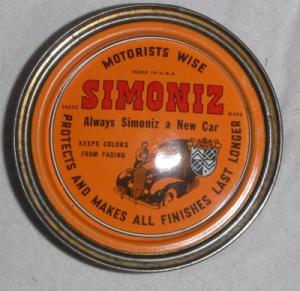 MOTORISTS WISE
MADE IN U.S.A.
SIMONIZ
TRADE MARK
Always Simoniz a New Car
KEEPS COLORS
FROM FADING
PROTECTS AND MAKES ALL FINISHES LAST LONGER